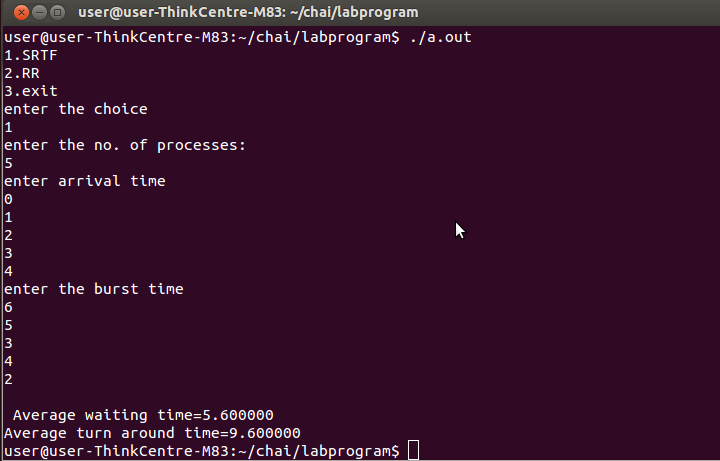 user@user-ThinkCentre-M83: ~/chai/labprogram
user@user-ThinkCentre-M83:~/chai/labprogram$ ./a.out
1.SRTF
2.RR
3.exit
enter the choice
1
enter the no. of processes:
5
enter arrival time
0
1
2
3
4
enter the burst time
6
5
3
4
2
Average waiting time=5.600000
Average turn around time=9.600000
user@user-ThinkCentre-M83:~/chai/labprogram$